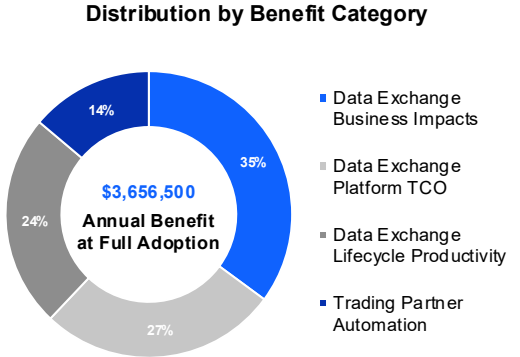 Distribution by Benefit Category
14%
35%
24%
27%
$3,656,500
Annual Benefit
at Full Adoption
Data Exchange
Business Impacts
Data Exchange
Platform TCO
Data Exchange
Lifecycle Productivity
Trading Partner
Automation